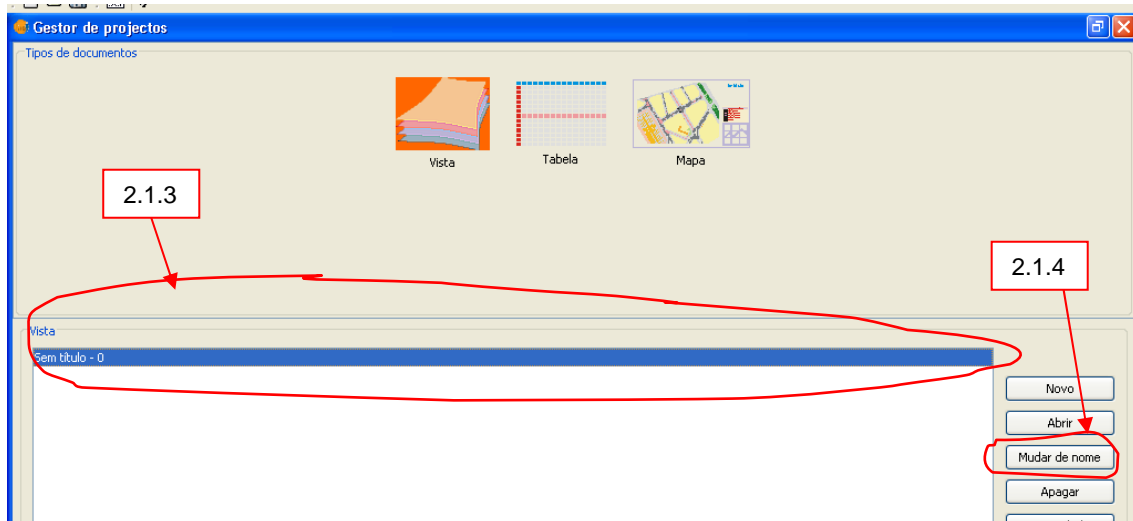 Gestor de projectos
Tipos de documentos
Vista
Tabela
Mapa
2.1.3
2.1.4
Vista
Sem título - 0
Novo
Abrir
Mudar de nome
Apagar